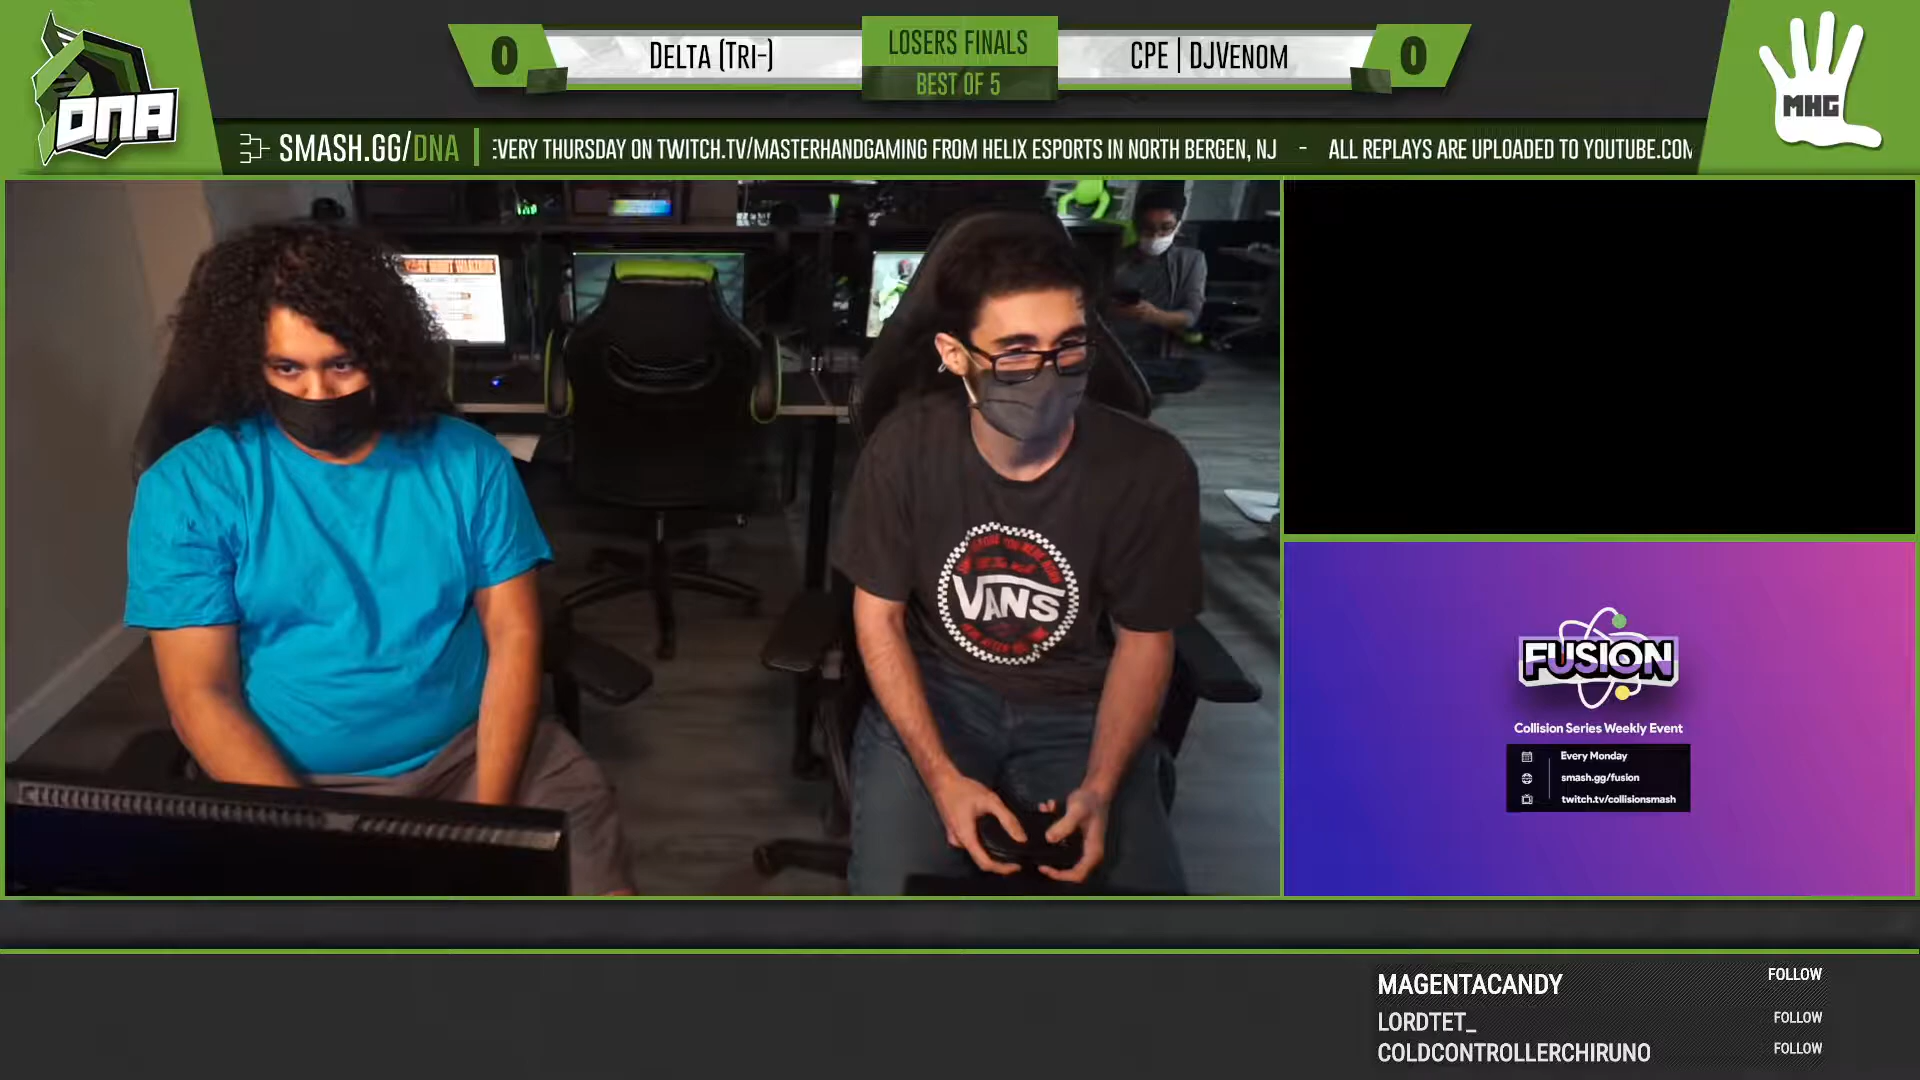 DNA
0
DELTA (TRI-)
LOSERS FINALS
BEST OF 5
CPE | DJVENOM
0
MHG
SMASH.GG/DNA
EVERY THURSDAY ON TWITCH.TV/MASTERHANDGAMING FROM HELIX ESPORTS IN NORTH BERGEN, NJ - ALL REPLAYS ARE UPLOADED TO YOUTUBE.COM
VANS
FUSION
Collision Series Weekly Event
Every Monday
smash.gg/fusion
twitch.tv/collisionsmash
MAGENTACANDY FOLLOW
LORDTET_ FOLLOW
COLDCONTROLLERCHIRUNO FOLLOW